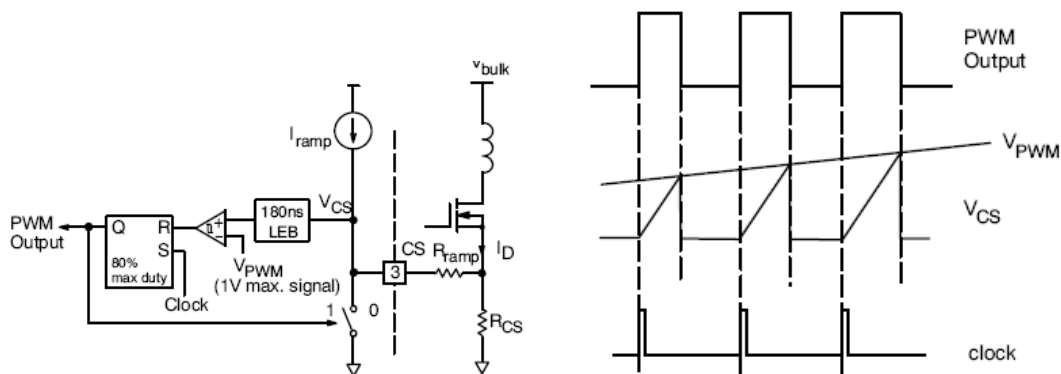 Vbulk
Iramp
PWM
Output
Q
R
S
80%
max duty
180ns
LEB
VCS
VPWM
(1V max. signal)
Clock
1
0
CS
3
Rramp
ID
RCS
PWM
Output
VPWM
VCS
clock